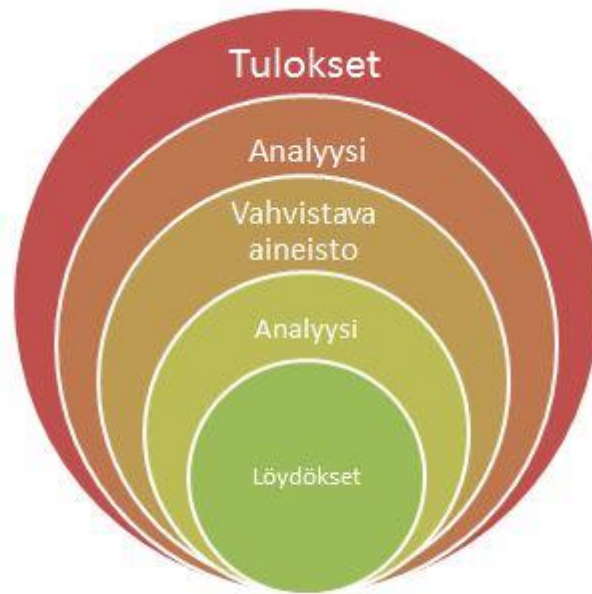 Tulokset
Analyysi
Vahvistava
aineisto
Analyysi
Löydökset